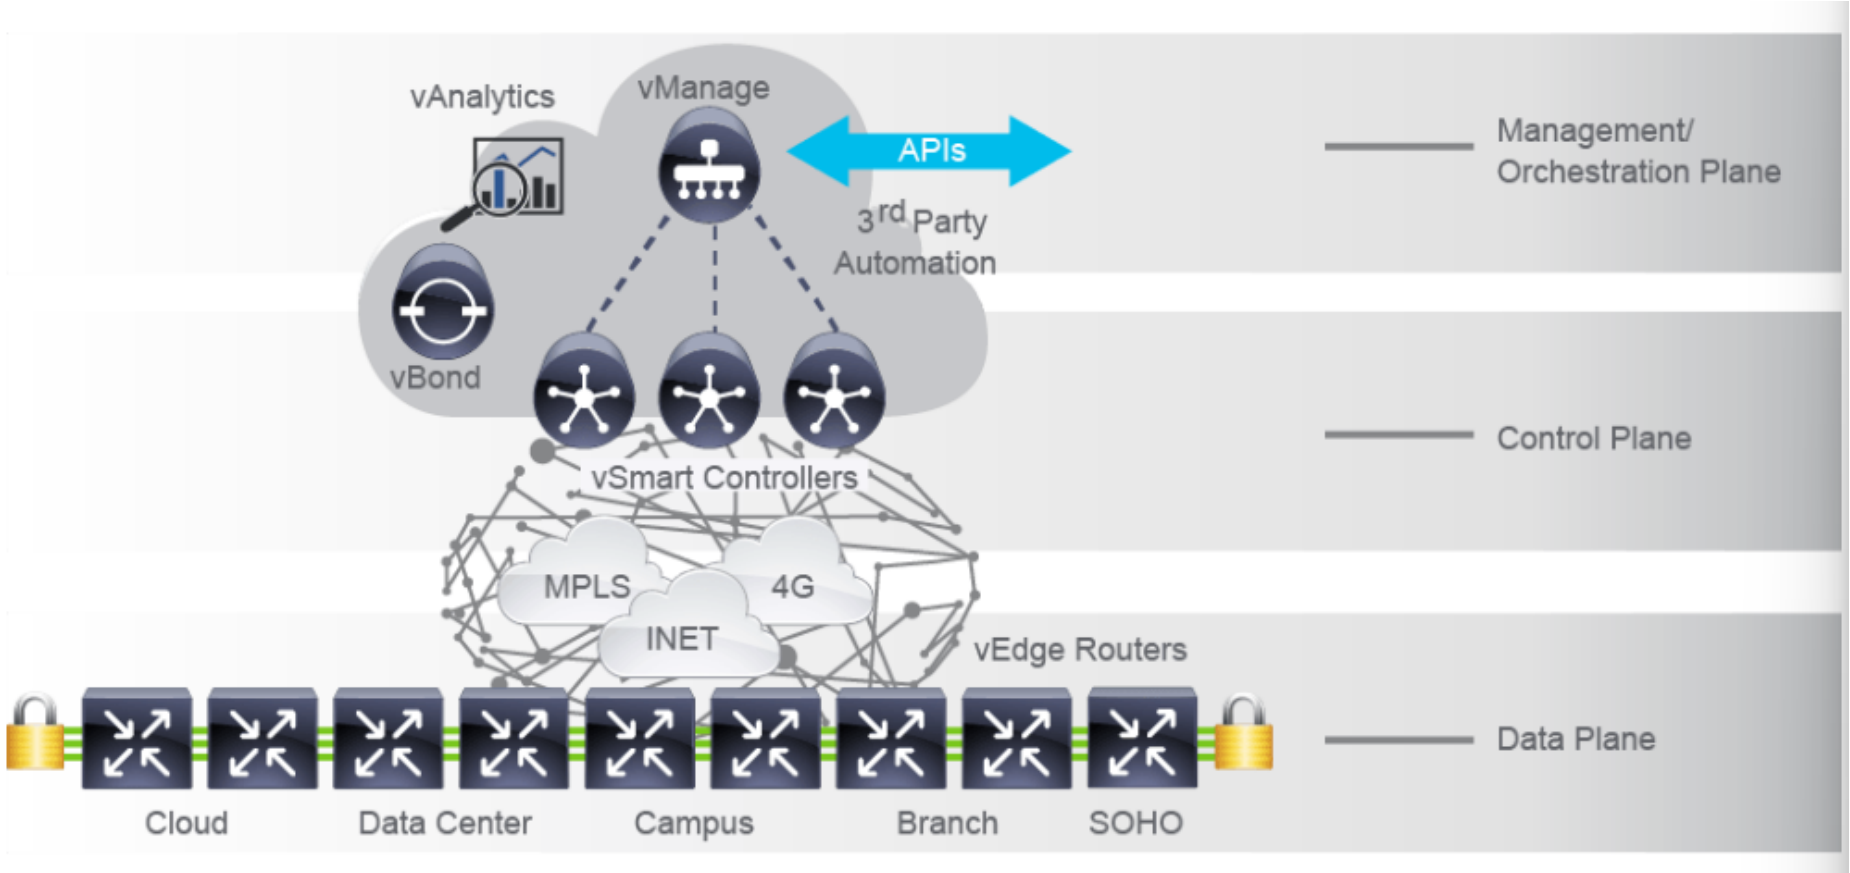 vAnalytics
vManage
APIs
3rd Party
Automation
Management/
Orchestration Plane
vBond
vSmart Controllers
Control Plane
MPLS
4G
INET
vEdge Routers
Data Plane
Cloud
Data Center
Campus
Branch
SOHO